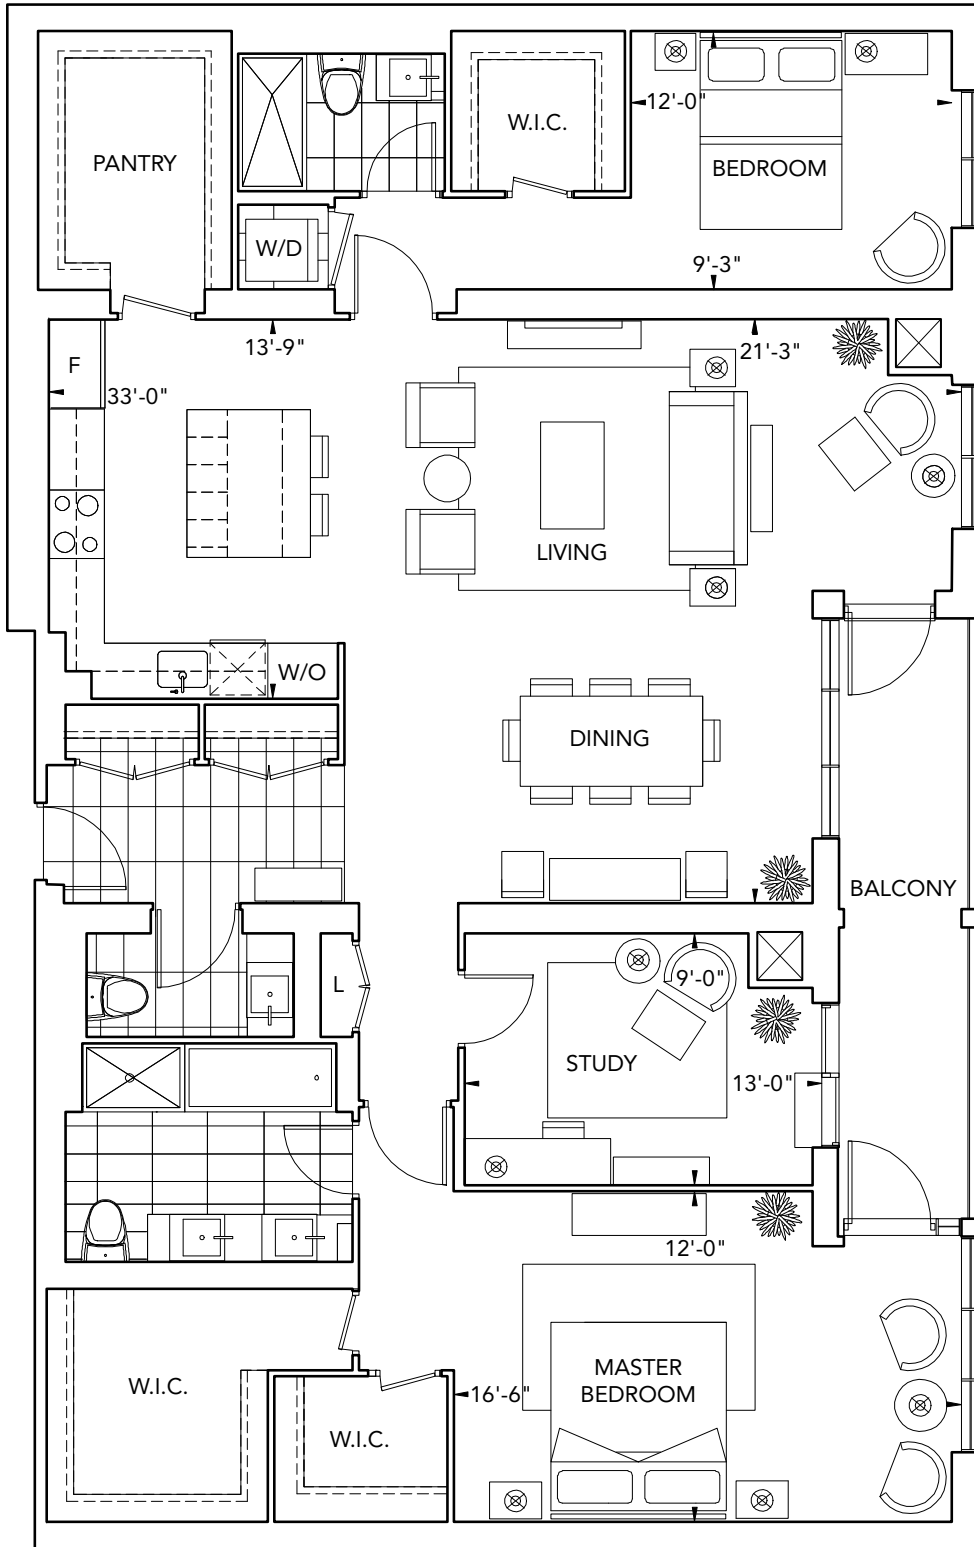 12'-0"
W.I.C.
PANTRY
BEDROOM
W/D
9'-3"
13'-9"
21'-3"
F
33'-0"
LIVING
W/O
DINING
BALCONY
L
9'-0"
STUDY
13'-0"
12'-0"
MASTER
BEDROOM
W.I.C.
16'-6"
W.I.C.